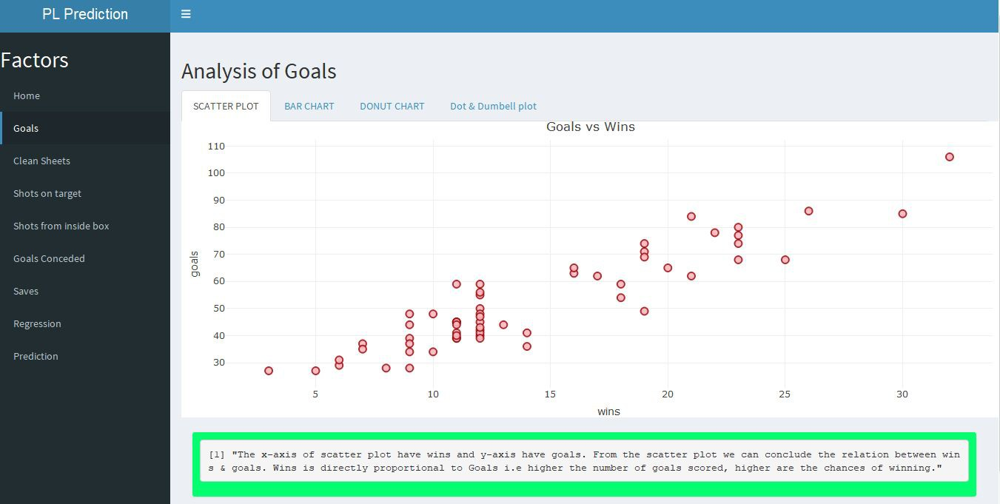 PL Prediction
Factors
Home
Goals
Clean Sheets
Shots on target
Shots from inside box
Goals Conceded
Saves
Regression
Prediction
Analysis of Goals
SCATTER PLOT BAR CHART DONUT CHART Dot & Dumbell plot
Goals vs Wins
110
100
90
80
70
60
50
40
30
goals
5 10 15 20 25 30
wins
[1] "The x-axis of scatter plot have wins and y-axis have goals. From the scatter plot we can conclude the relation between win
s & goals. Wins is directly proportional to Goals i.e higher the number of goals scored, higher are the chances of winning."